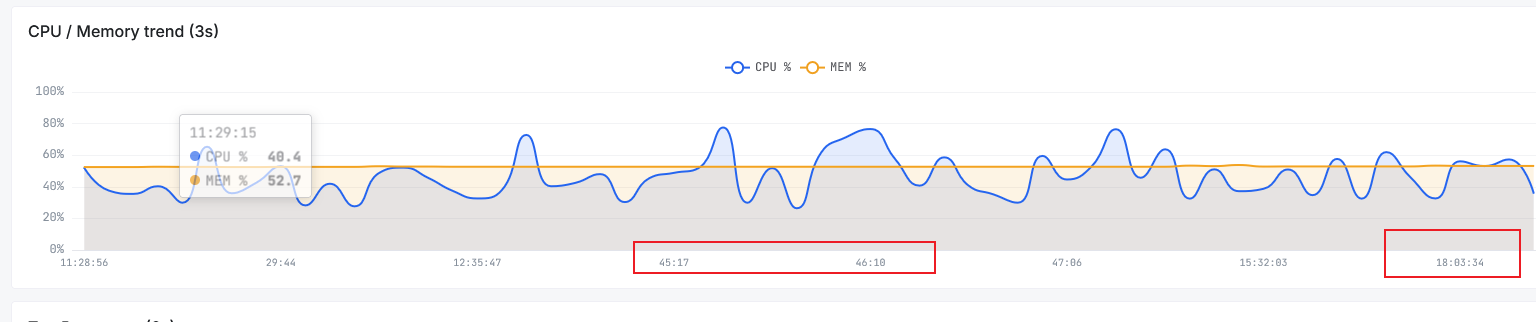 CPU / Memory trend (3s)
CPU % MEM %
100%
80%
60%
40%
20%
0%
11:29:15
CPU % 40.4
MEM % 52.7
11:28:56 29:44 12:35:47 45:17 46:10 47:06 15:32:03 18:03:34